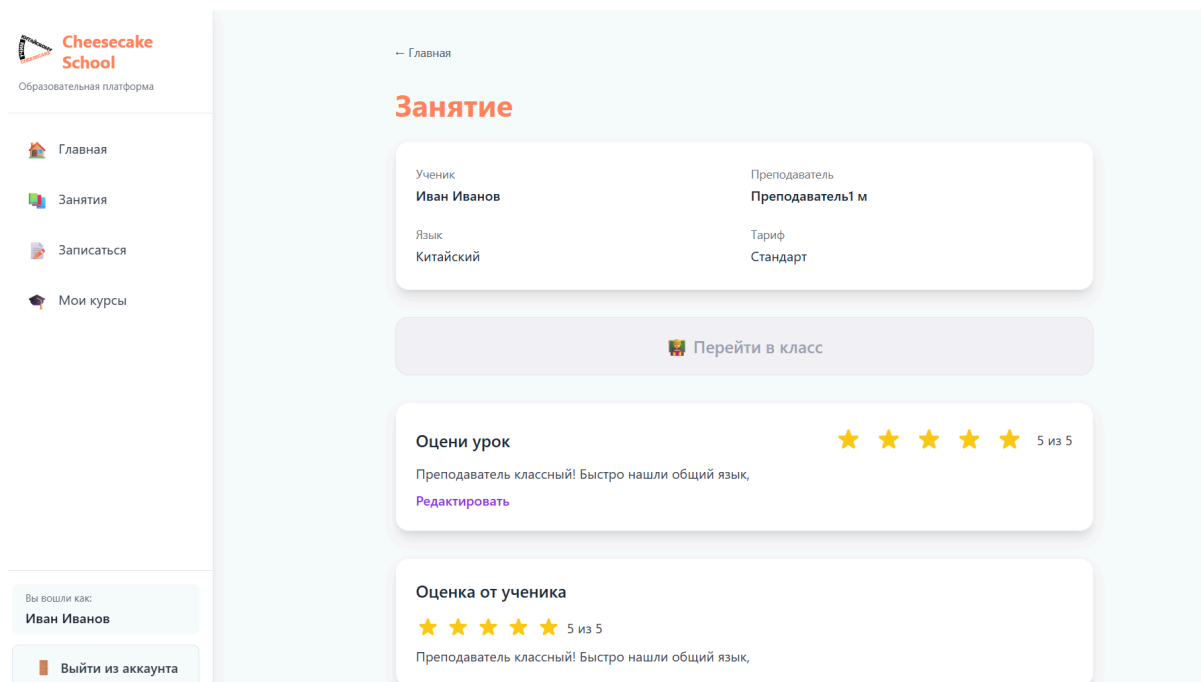 Cheesecake
School
Образовательная платформа
Главная
Занятия
Записаться
Мои курсы
Вы вошли как:
Иван Иванов
Выйти из аккаунта
← Главная
Занятие
Ученик
Иван Иванов
Преподаватель
Преподаватель1 м
Язык
Китайский
Тариф
Стандарт
Перейти в класс
Оцени урок
5 из 5
Преподаватель классный! Быстро нашли общий язык,
Редактировать
Оценка от ученика
5 из 5
Преподаватель классный! Быстро нашли общий язык,